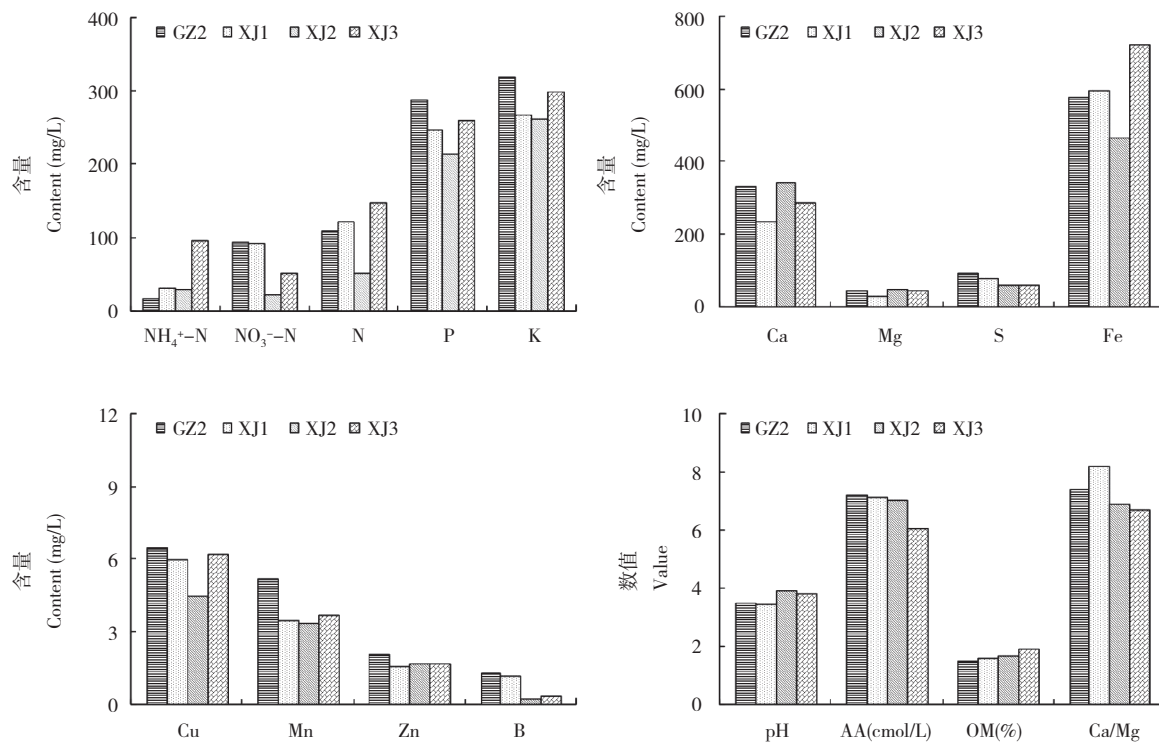 400
300
200
100
0
含量
Content (mg/L)
GZ2 XJ1 XJ2 XJ3
NH₄⁺–N NO₃⁻–N N P K
800
600
400
200
0
含量
Content (mg/L)
GZ2 XJ1 XJ2 XJ3
Ca Mg S Fe
12
9
6
3
0
含量
Content (mg/L)
GZ2 XJ1 XJ2 XJ3
Cu Mn Zn B
10
8
6
4
2
0
数值
Value
GZ2 XJ1 XJ2 XJ3
pH AA(cmol/L) OM(%) Ca/Mg